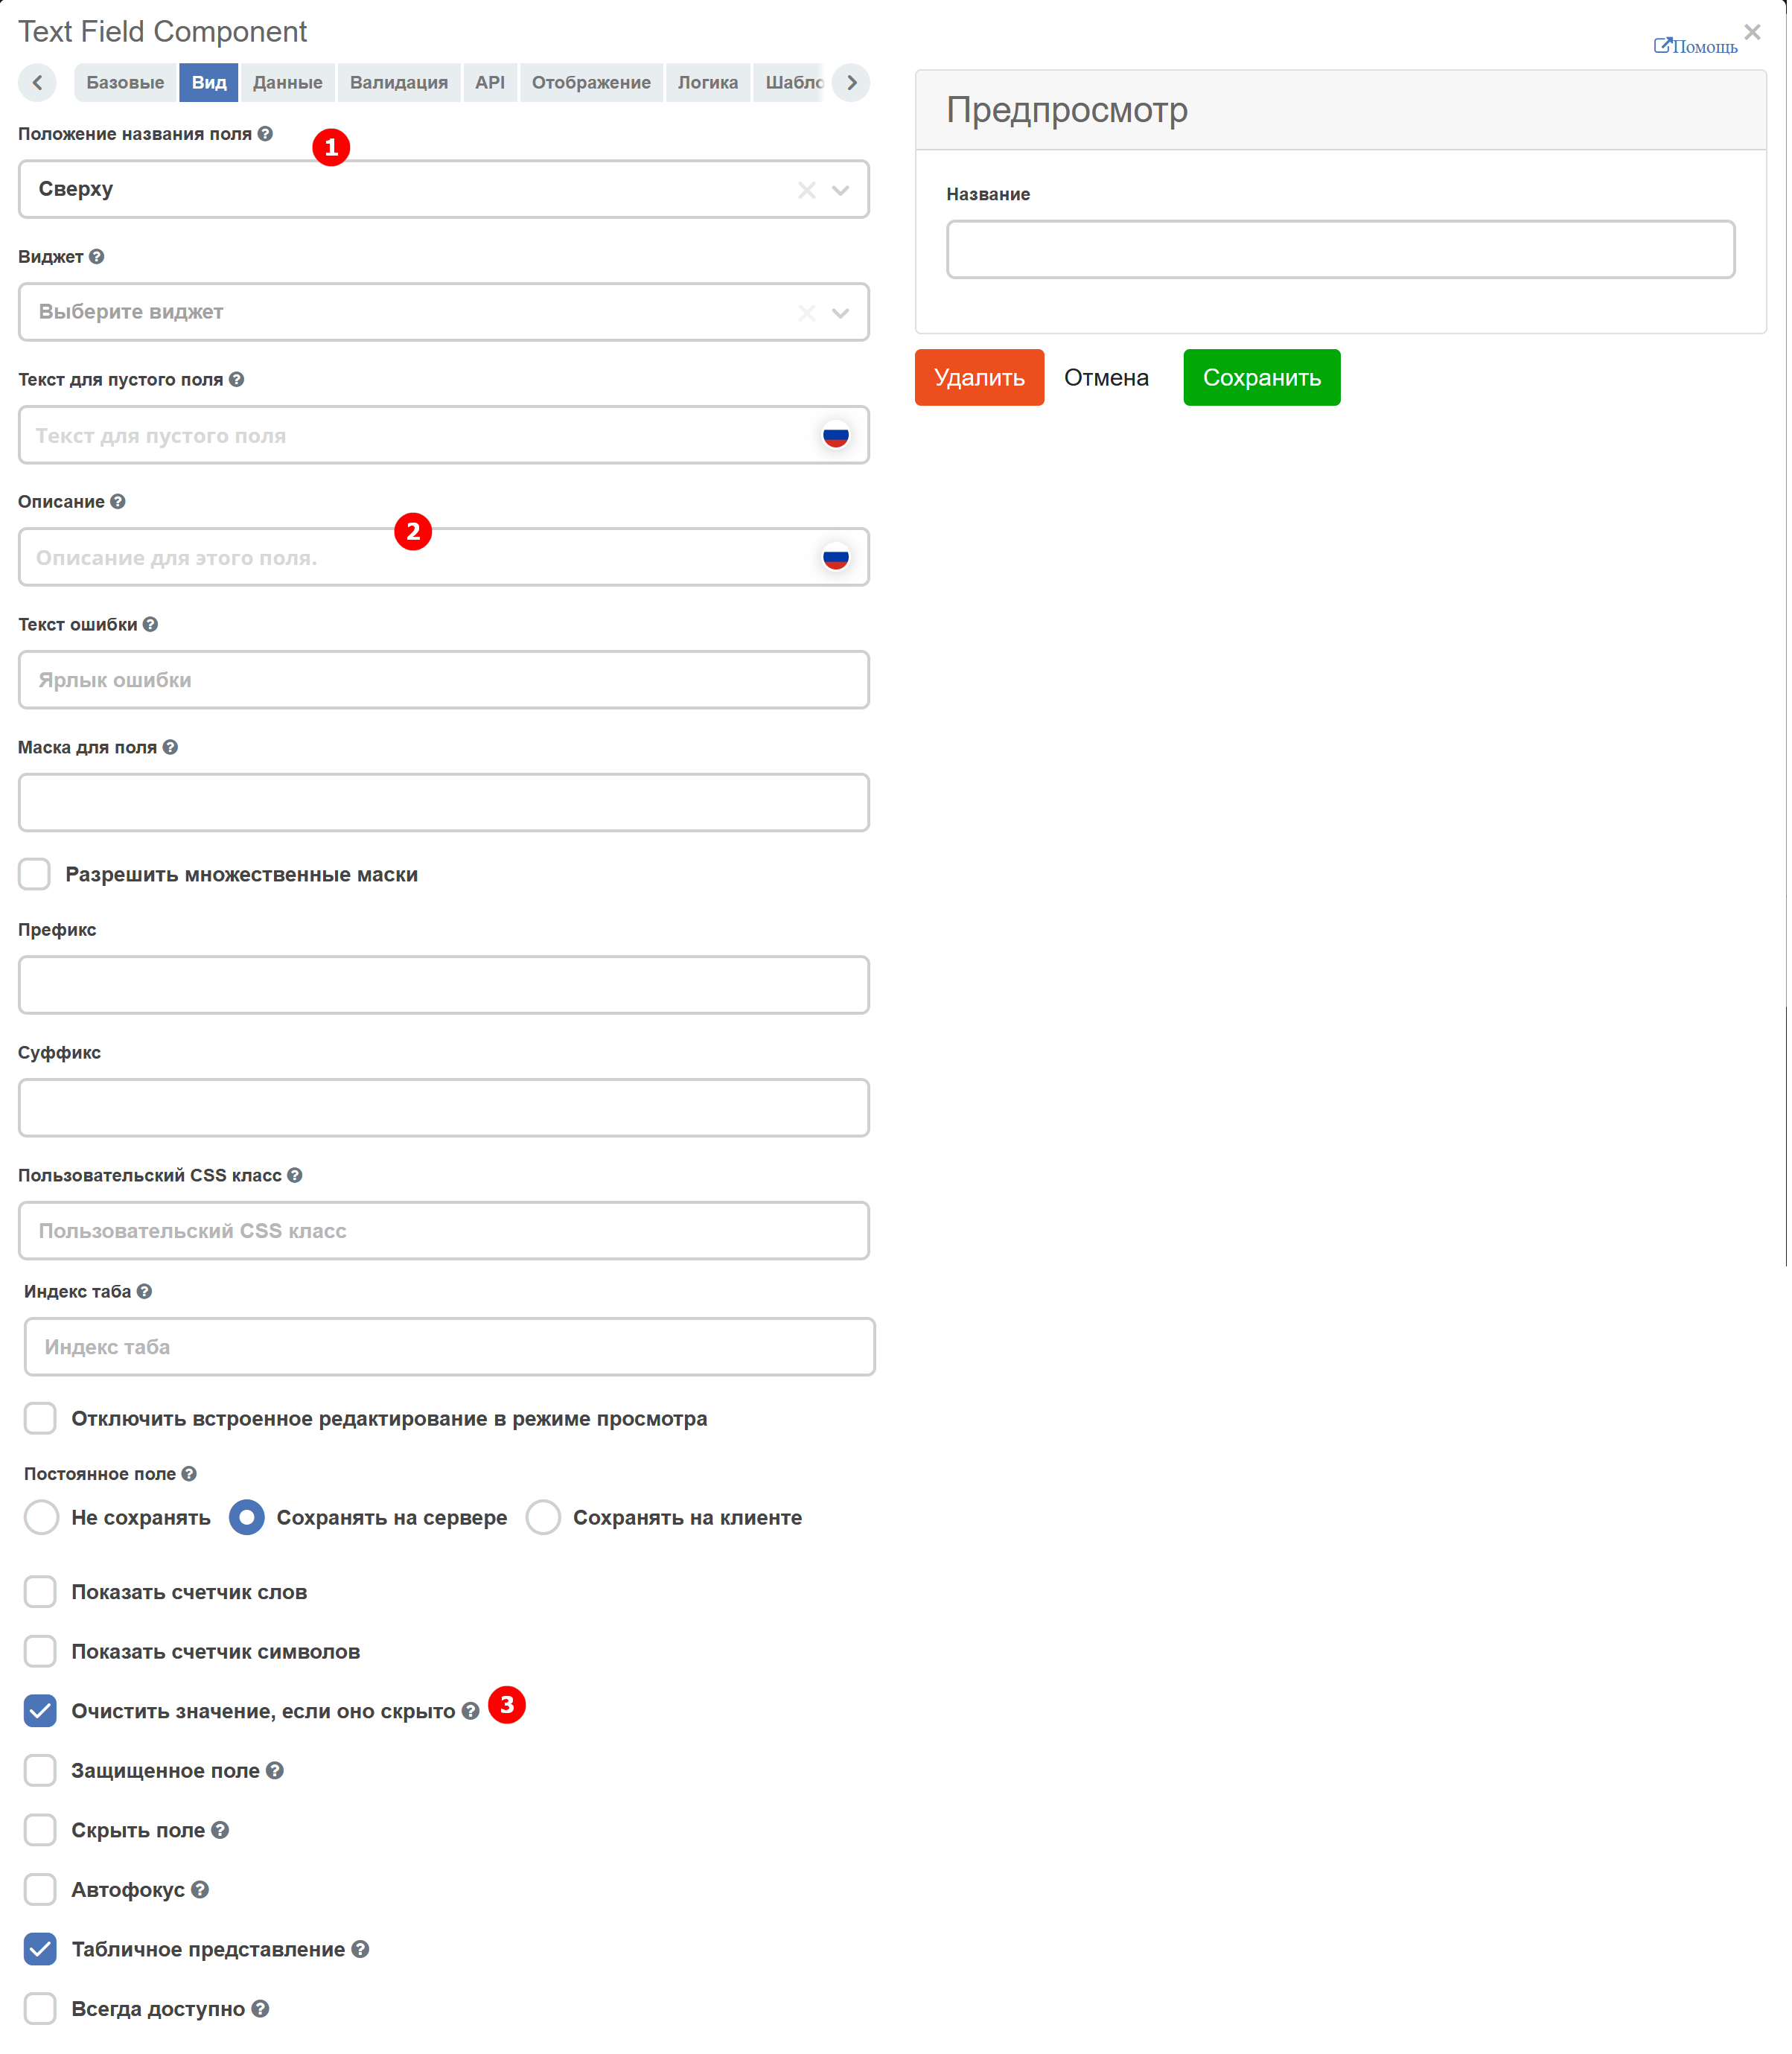 Text Field Component
Помощь
Базовые Вид Данные Валидация API Отображение Логика Шабло
Положение названия поля
1
Сверху
Виджет
Выберите виджет
Текст для пустого поля
Текст для пустого поля
Описание
2
Описание для этого поля.
Текст ошибки
Ярлык ошибки
Маска для поля
Разрешить множественные маски
Префикс
Суффикс
Пользовательский CSS класс
Пользовательский CSS класс
Индекс таба
Индекс таба
Отключить встроенное редактирование в режиме просмотра
Постоянное поле
Не сохранять Сохранять на сервере Сохранять на клиенте
Показать счетчик слов
Показать счетчик символов
Очистить значение, если оно скрыто 3
Защищенное поле
Скрыть поле
Автофокус
Табличное представление
Всегда доступно
Предпросмотр
Название
Удалить Отмена Сохранить